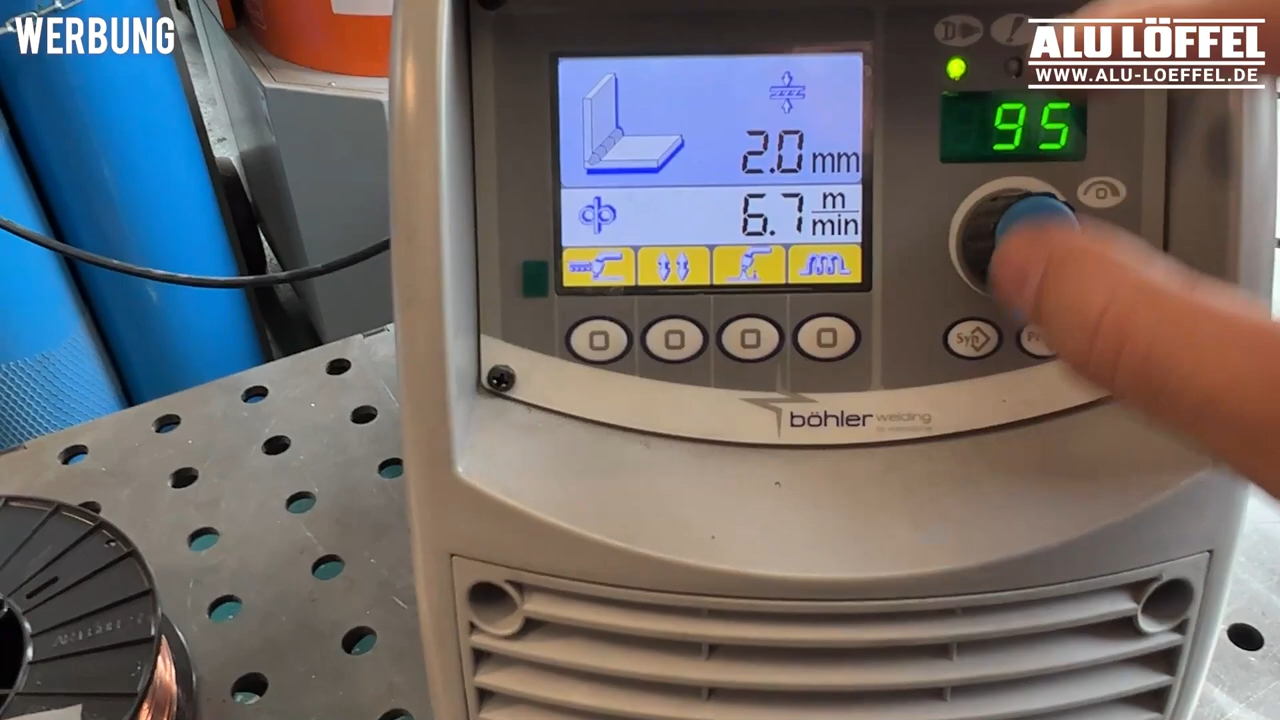 WERBUNG
ALU LÖFFEL
WWW.ALU-LOEFFEL.DE
95
2.0 mm
6.7 m/min
Syn
böhler welding